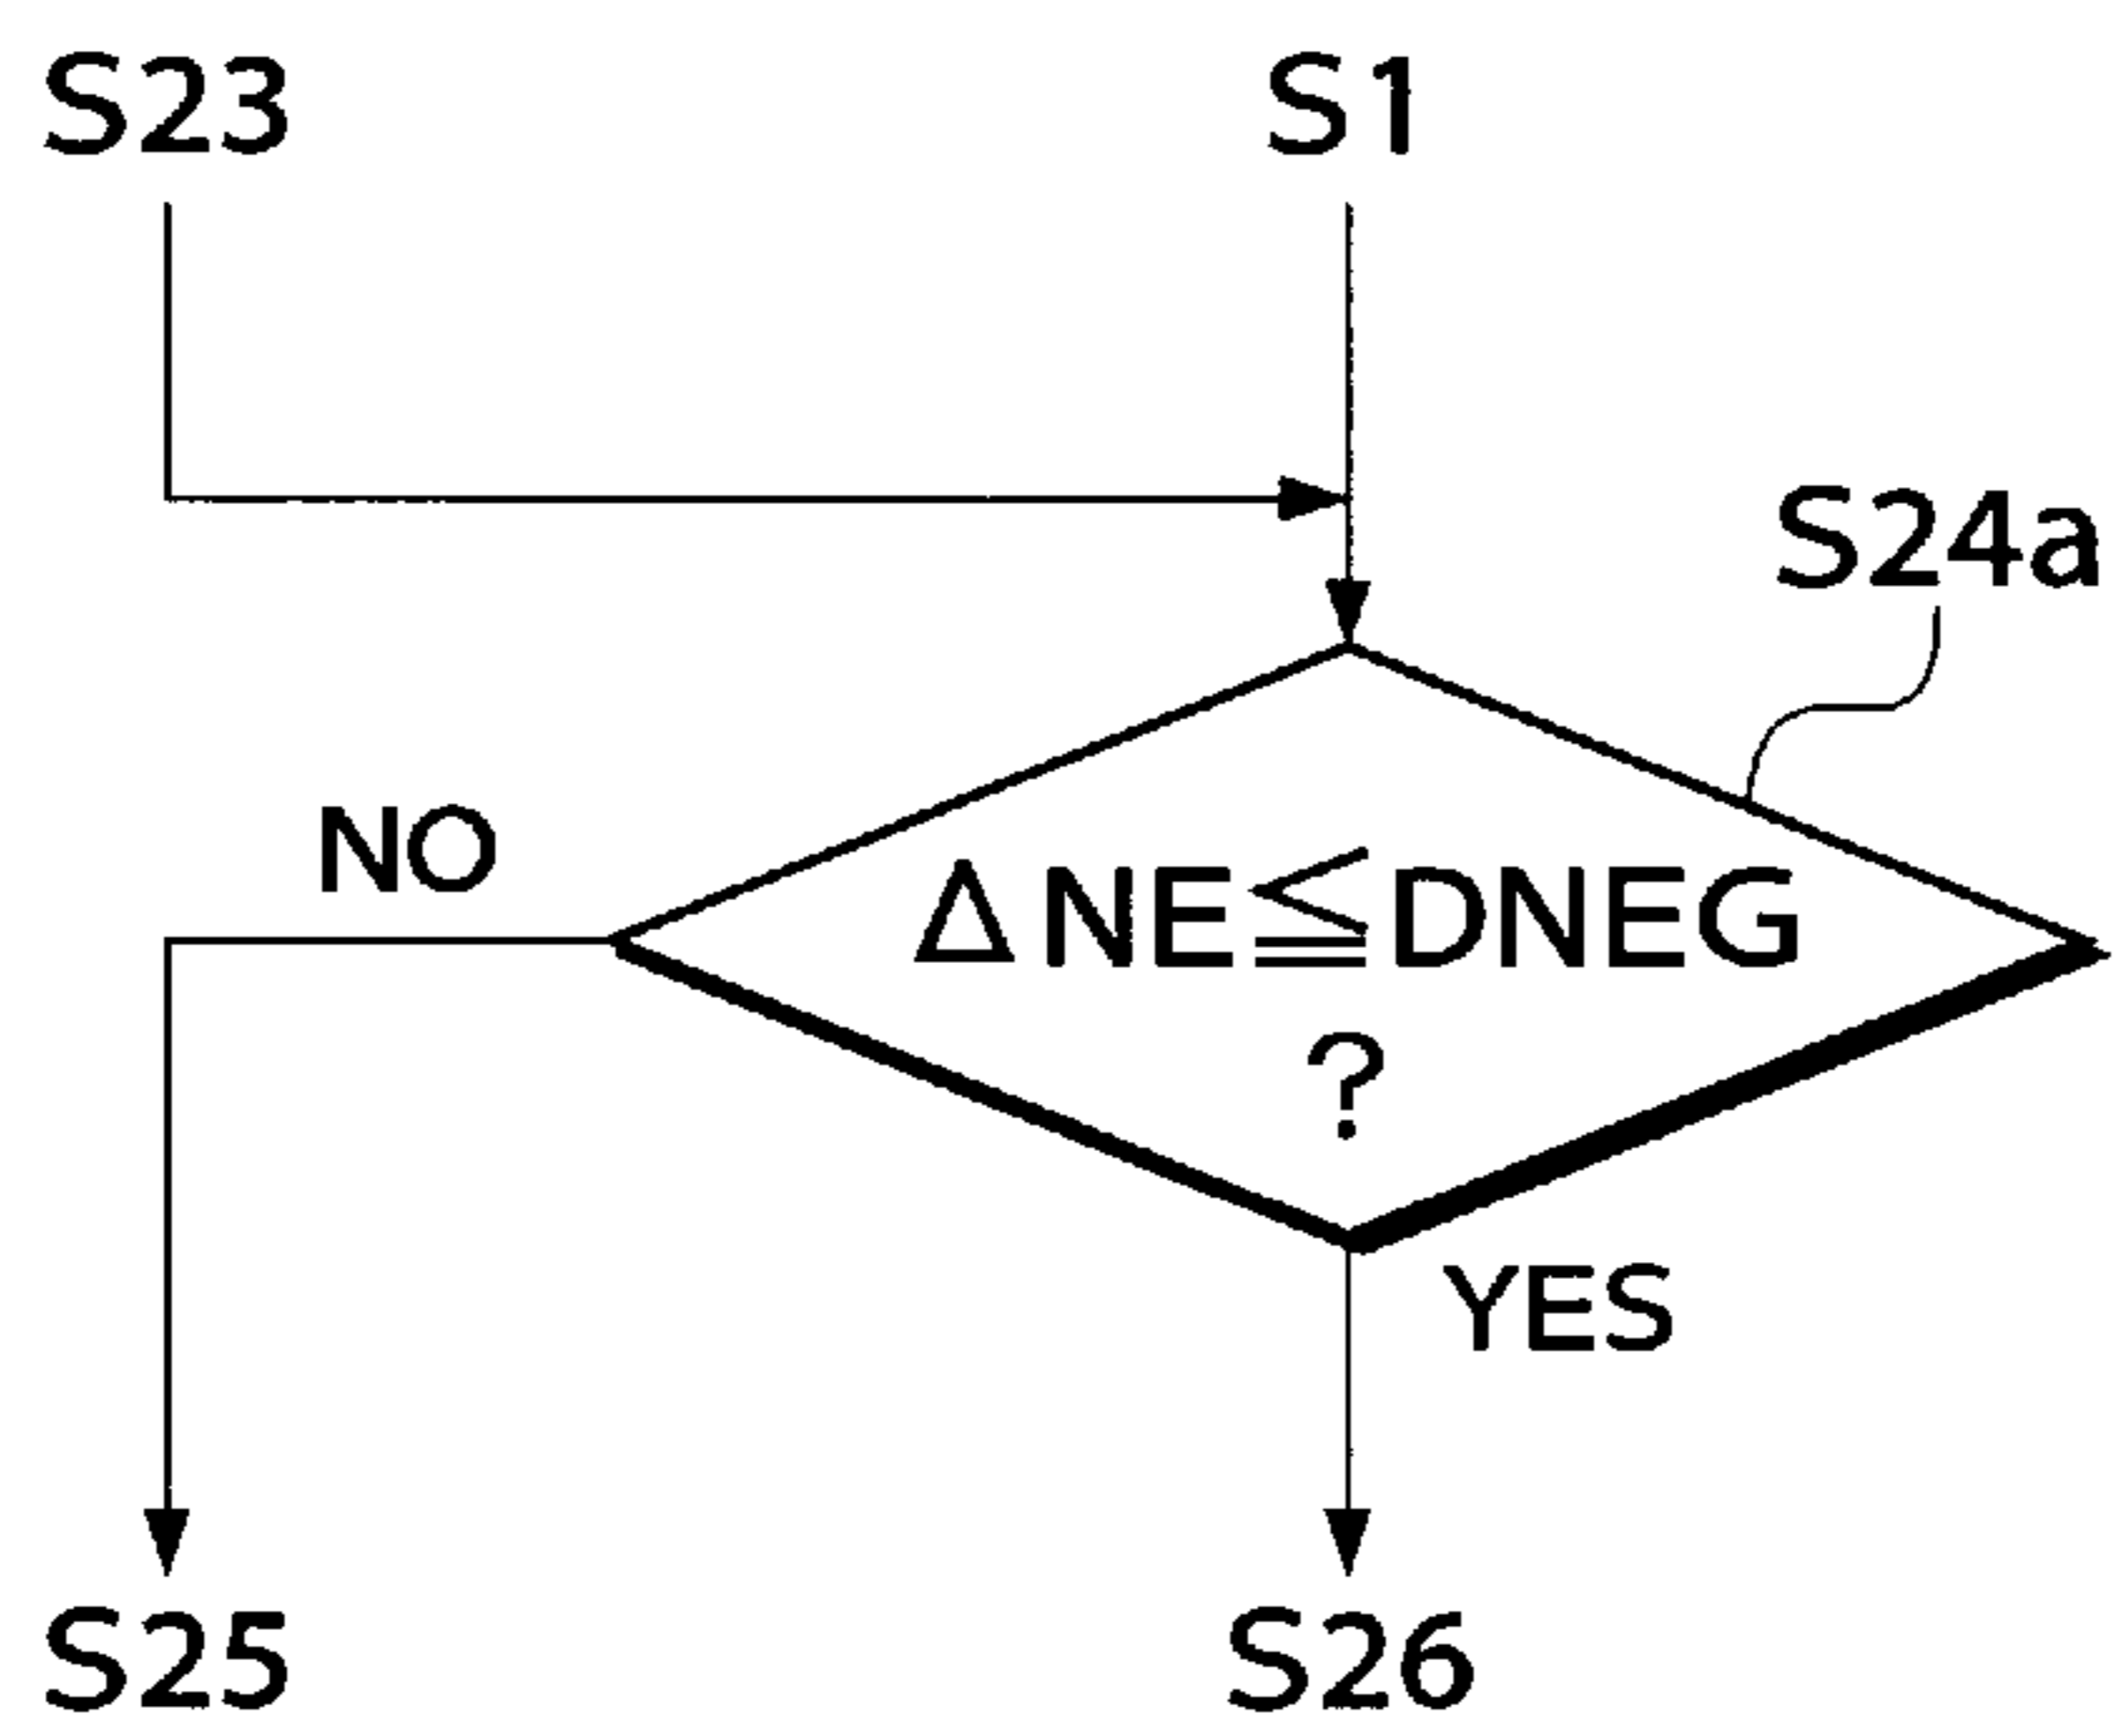 S23
S1
S24a
NO
ΔNE≦DNEG
?
YES
S25
S26